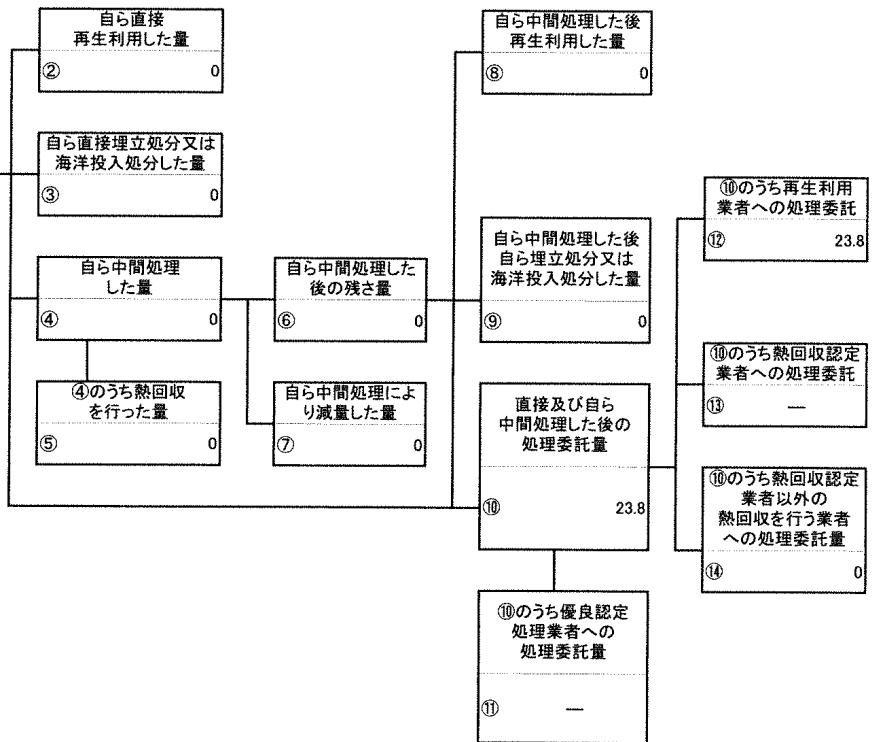 自ら直接
再生利用した量
② 0
自ら直接埋立処分又は
海洋投入処分した量
③ 0
自ら中間処理
した量
④ 0
④のうち熱回収
を行った量
⑤ 0
自ら中間処理した
後の残さ量
⑥ 0
自ら中間処理によ
り減量した量
⑦ 0
自ら中間処理した後
再生利用した量
⑧ 0
自ら中間処理した後
自ら埋立処分又は
海洋投入処分した量
⑨ 0
直接及び自ら
中間処理した後の
処理委託量
⑩ 23.8
⑩のうち優良認定
処理業者への
処理委託量
⑪ ―
⑩のうち再生利用
業者への処理委託
⑫ 23.8
⑩のうち熱回収認定
業者への処理委託
⑬ ―
⑩のうち熱回収認定
業者以外の
熱回収を行う業者
への処理委託量
⑭ 0